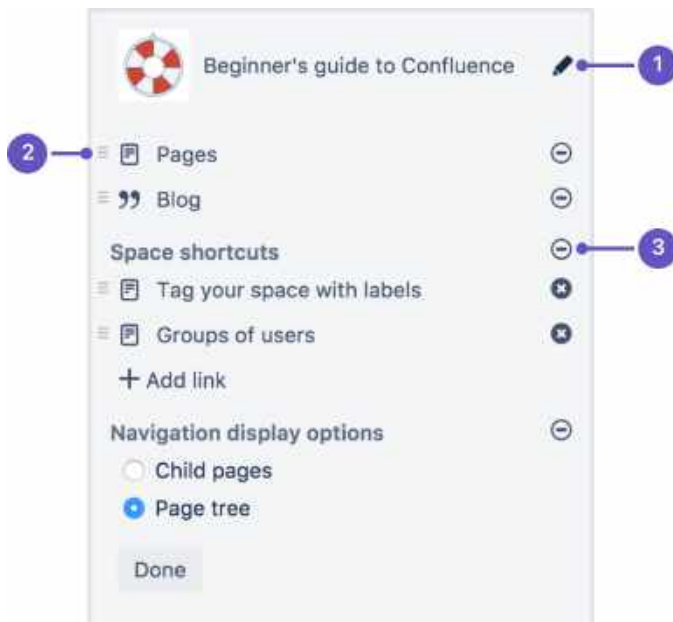 Beginner's guide to Confluence
1
2
Pages
Blog
Space shortcuts
3
Tag your space with labels
Groups of users
Add link
Navigation display options
Child pages
Page tree
Done